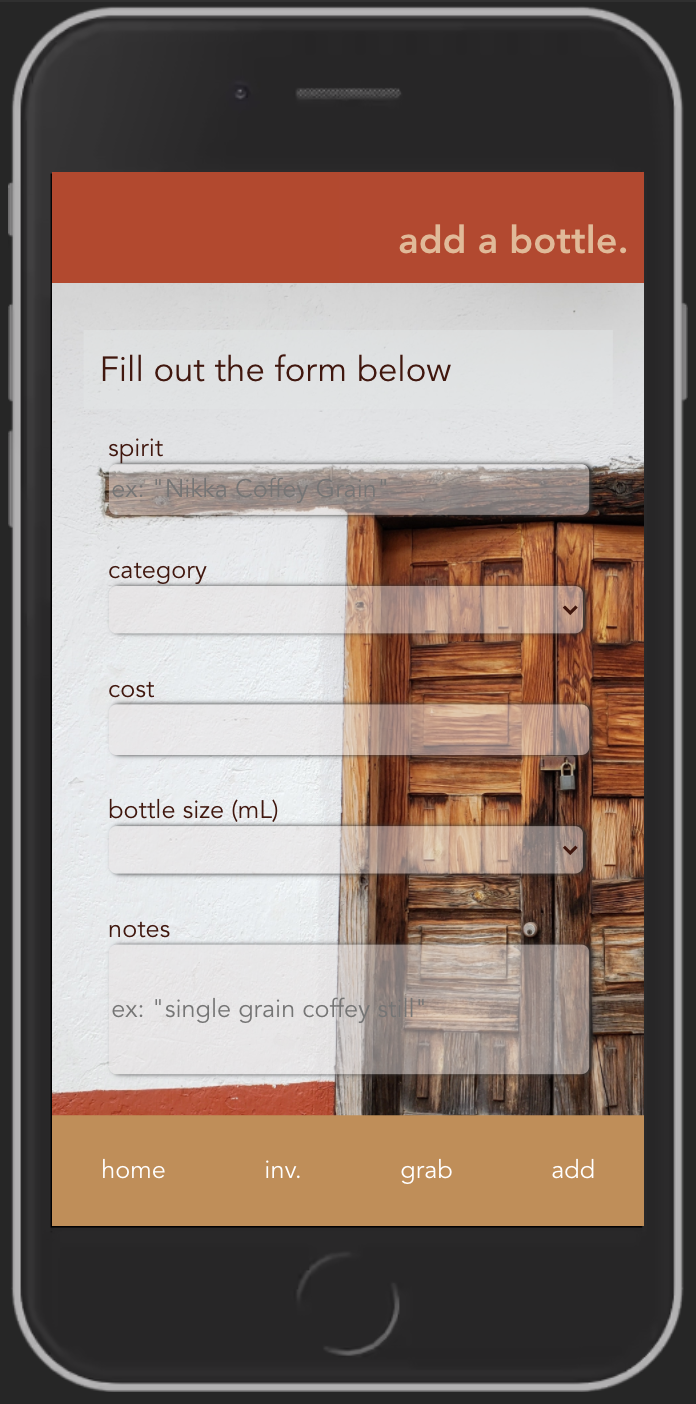 add a bottle.
Fill out the form below
spirit
ex: "Nikka Coffey Grain"
category
cost
bottle size (mL)
notes
ex: "single grain coffey still"
home inv. grab add